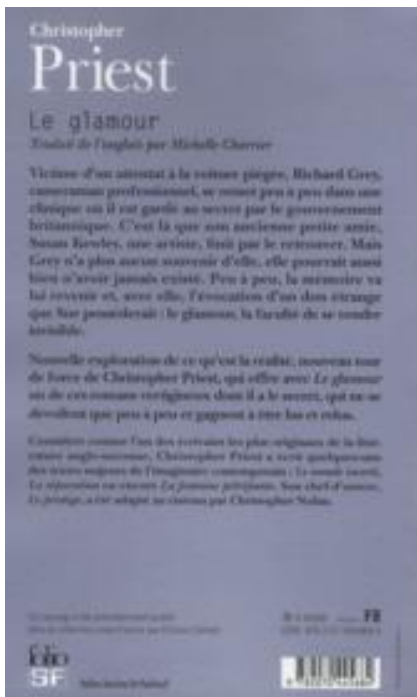 Christopher
Priest
Le glamour
Traduit de l'anglais par Michelle Charrier
Victime d'un attentat à la voiture piégée, Richard Grey,
cameraman professionnel, se remet peu à peu dans une
clinique où il est gardé au secret par le gouvernement
britannique. C'est là que son ancienne petite amie,
Susan Kewley, une artiste, finit par le retrouver. Mais
Grey n'a plus aucun souvenir d'elle, elle pourrait aussi
bien n'avoir jamais existé. Peu à peu, la mémoire va
lui revenir et, avec elle, l'évocation d'un don étrange
que Sue posséderait : le glamour, la faculté de se rendre
invisible.
Nouvelle exploration de ce qu'est la réalité, nouveau tour
de force de Christopher Priest, qui offre avec Le glamour
un de ces romans vertigineux dont il a le secret, qui ne se
dévoilent que peu à peu et gagnent à être lus et relus.
Considéré comme l'un des écrivains les plus originaux de la litté-
rature anglo-saxonne, Christopher Priest a écrit quelques-uns
des textes majeurs de l'imaginaire contemporain : Le monde inverti,
La séparation ou encore La fontaine pétrifiante. Son chef-d'œuvre,
Le prestige, a été adapté au cinéma par Christopher Nolan.
F8
folio
SF